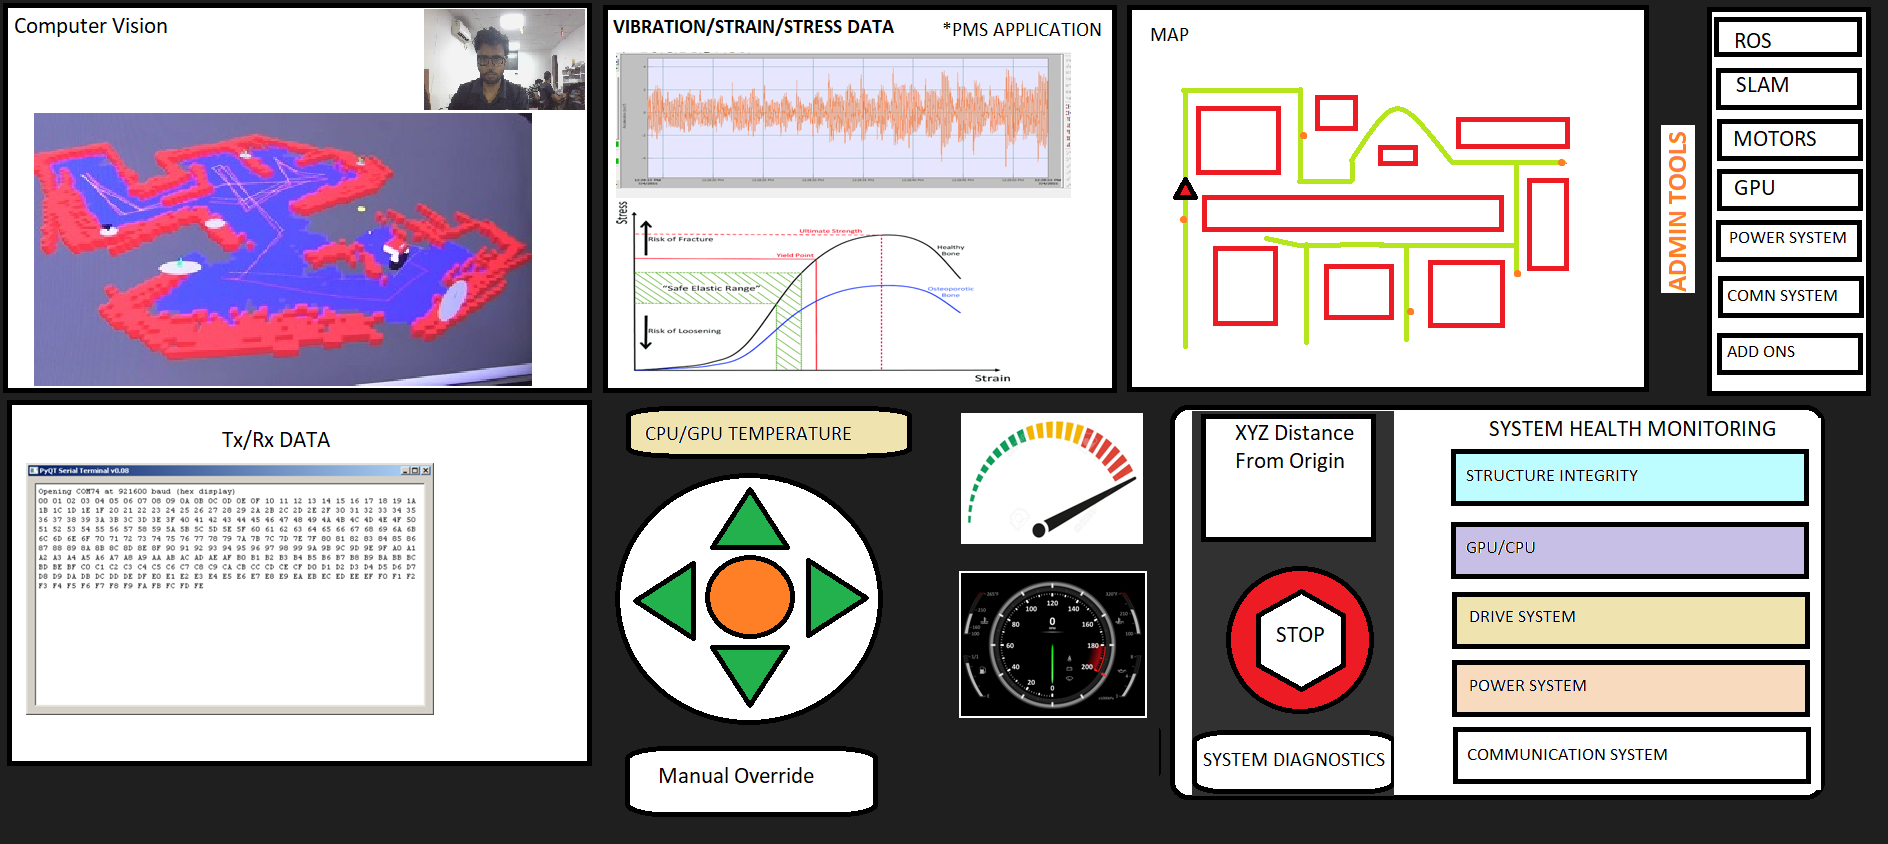 Computer Vision
VIBRATION/STRAIN/STRESS DATA
*PMS APPLICATION
Stress
Risk of Fracture
Ultimate Strength
Yield Point
Healthy
Bone
"Safe Elastic Range"
Osteoporotic
Bone
Risk of Loosening
Strain
MAP
ADMIN TOOLS
ROS
SLAM
MOTORS
GPU
POWER SYSTEM
COMN SYSTEM
ADD ONS
Tx/Rx DATA
PyQT Serial Terminal v0.08
Opening COM74 at 921600 baud (hex display)
00 01 02 03 04 05 06 07 08 09 0A 0B 0C 0D 0E 0F 10 11 12 13 14 15 16 17 18 19 1A
1B 1C 1D 1E 1F 20 21 22 23 24 25 26 27 28 29 2A 2B 2C 2D 2E 2F 30 31 32 33 34 35
36 37 38 39 3A 3B 3C 3D 3E 3F 40 41 42 43 44 45 46 47 48 49 4A 4B 4C 4D 4E 4F 50
51 52 53 54 55 56 57 58 59 5A 5B 5C 5D 5E 5F 60 61 62 63 64 65 66 67 68 69 6A 6B
6C 6D 6E 6F 70 71 72 73 74 75 76 77 78 79 7A 7B 7C 7D 7E 7F 80 81 82 83 84 85 86
87 88 89 8A 8B 8C 8D 8E 8F 90 91 92 93 94 95 96 97 98 99 9A 9B 9C 9D 9E 9F A0 A1
A2 A3 A4 A5 A6 A7 A8 A9 AA AB AC AD AE AF B0 B1 B2 B3 B4 B5 B6 B7 B8 B9 BA BB BC
BD BE BF C0 C1 C2 C3 C4 C5 C6 C7 C8 C9 CA CB CC CD CE CF D0 D1 D2 D3 D4 D5 D6 D7
D8 D9 DA DB DC DD DE DF E0 E1 E2 E3 E4 E5 E6 E7 E8 E9 EA EB EC ED EE EF F0 F1 F2
F3 F4 F5 F6 F7 F8 F9 FA FB FC FD FE
CPU/GPU TEMPERATURE
Manual Override
0
20
40
60
80
100
120
140
160
180
200
0
XYZ Distance
From Origin
STOP
SYSTEM DIAGNOSTICS
SYSTEM HEALTH MONITORING
STRUCTURE INTEGRITY
GPU/CPU
DRIVE SYSTEM
POWER SYSTEM
COMMUNICATION SYSTEM